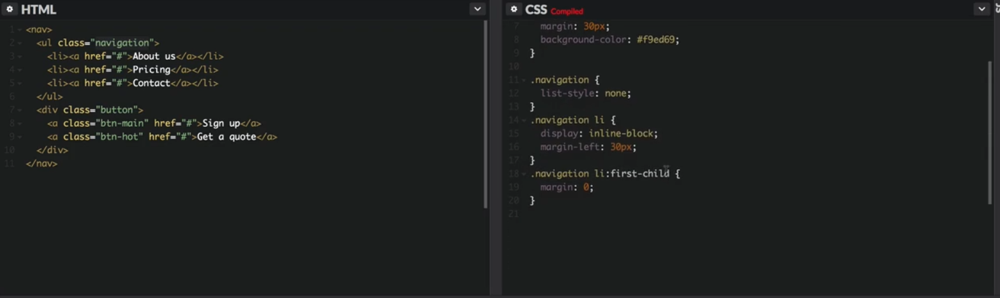 HTML
1 <nav>
2 <ul class="navigation">
3 <li><a href="#">About us</a></li>
4 <li><a href="#">Pricing</a></li>
5 <li><a href="#">Contact</a></li>
6 </ul>
7 <div class="button">
8 <a class="btn-main" href="#">Sign up</a>
9 <a class="btn-hot" href="#">Get a quote</a>
10 </div>
11 </nav>
CSS Compiled
7 margin: 30px;
8 background-color: #f9ed69;
9 }
10
11 .navigation {
12 list-style: none;
13 }
14 .navigation li {
15 display: inline-block;
16 margin-left: 30px;
17 }
18 .navigation li:first-child {
19 margin: 0;
20 }
21